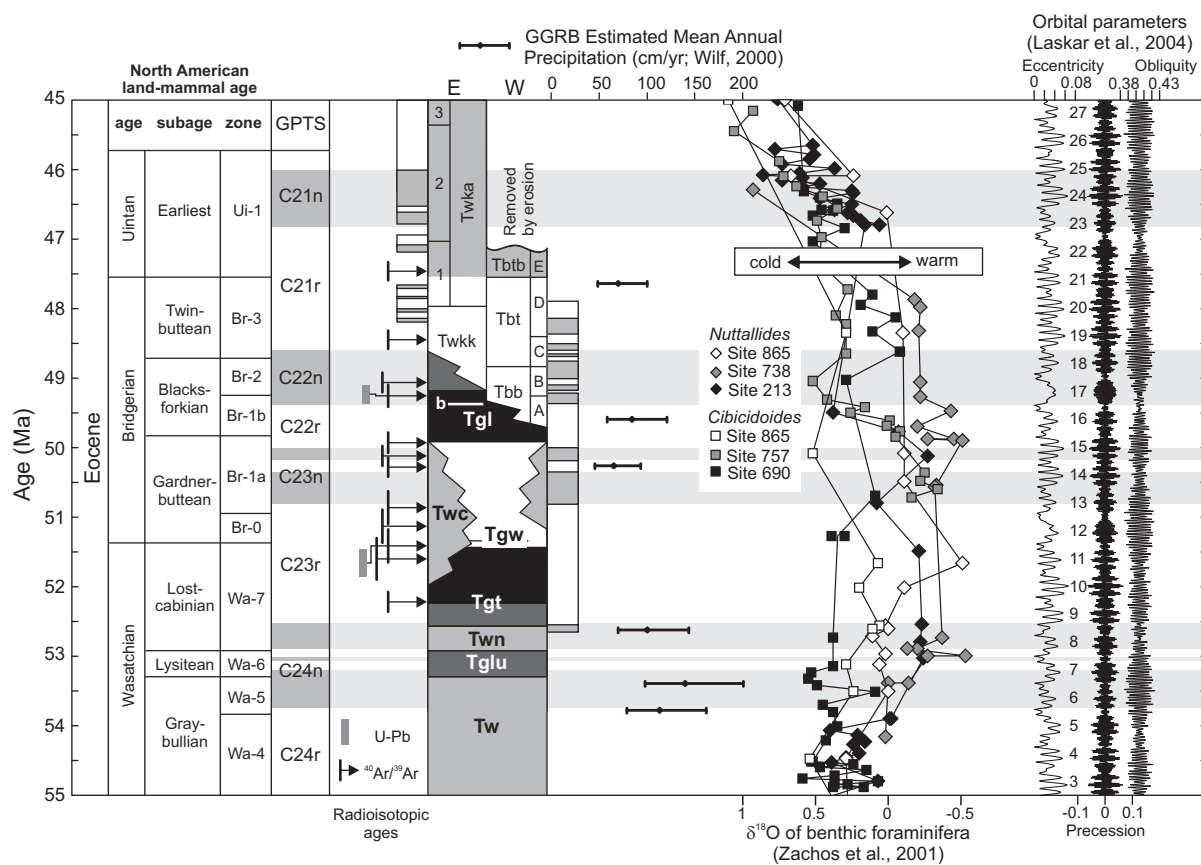 GGRB Estimated Mean Annual
Precipitation (cm/yr; Wilf, 2000)
Orbital parameters
(Laskar et al., 2004)
Eccentricity Obliquity
North American
land-mammal age
E W 0 50 100 150 200
0 0.08 0.38 0.43
age subage zone GPTS
Age (Ma)
45
46
47
48
49
50
51
52
53
54
55
Eocene
Uintan
Bridgerian
Wasatchian
Earliest
Twin-
buttean
Blacks-
forkian
Gardner-
buttean
Lost-
cabinian
Lysitean
Gray-
bullian
Ui-1
Br-3
Br-2
Br-1b
Br-1a
Br-0
Wa-7
Wa-6
Wa-5
Wa-4
C21n
C21r
C22n
C22r
C23n
C23r
C24n
C24r
U-Pb
40Ar/39Ar
Radioisotopic
ages
3
2
1
Twka
Removed
by erosion
Tbtb E
Tbt D
Twkk
C
Tbb B
A
b
Tgl
Twc
Tgw
Tgt
Twn
Tglu
Tw
cold warm
Nuttallides
Site 865
Site 738
Site 213
Cibicidoides
Site 865
Site 757
Site 690
27
26
25
24
23
22
21
20
19
18
17
16
15
14
13
12
11
10
9
8
7
6
5
4
3
1 0.5 0 -0.5
δ18O of benthic foraminifera
(Zachos et al., 2001)
-0.1 0 0.1
Precession